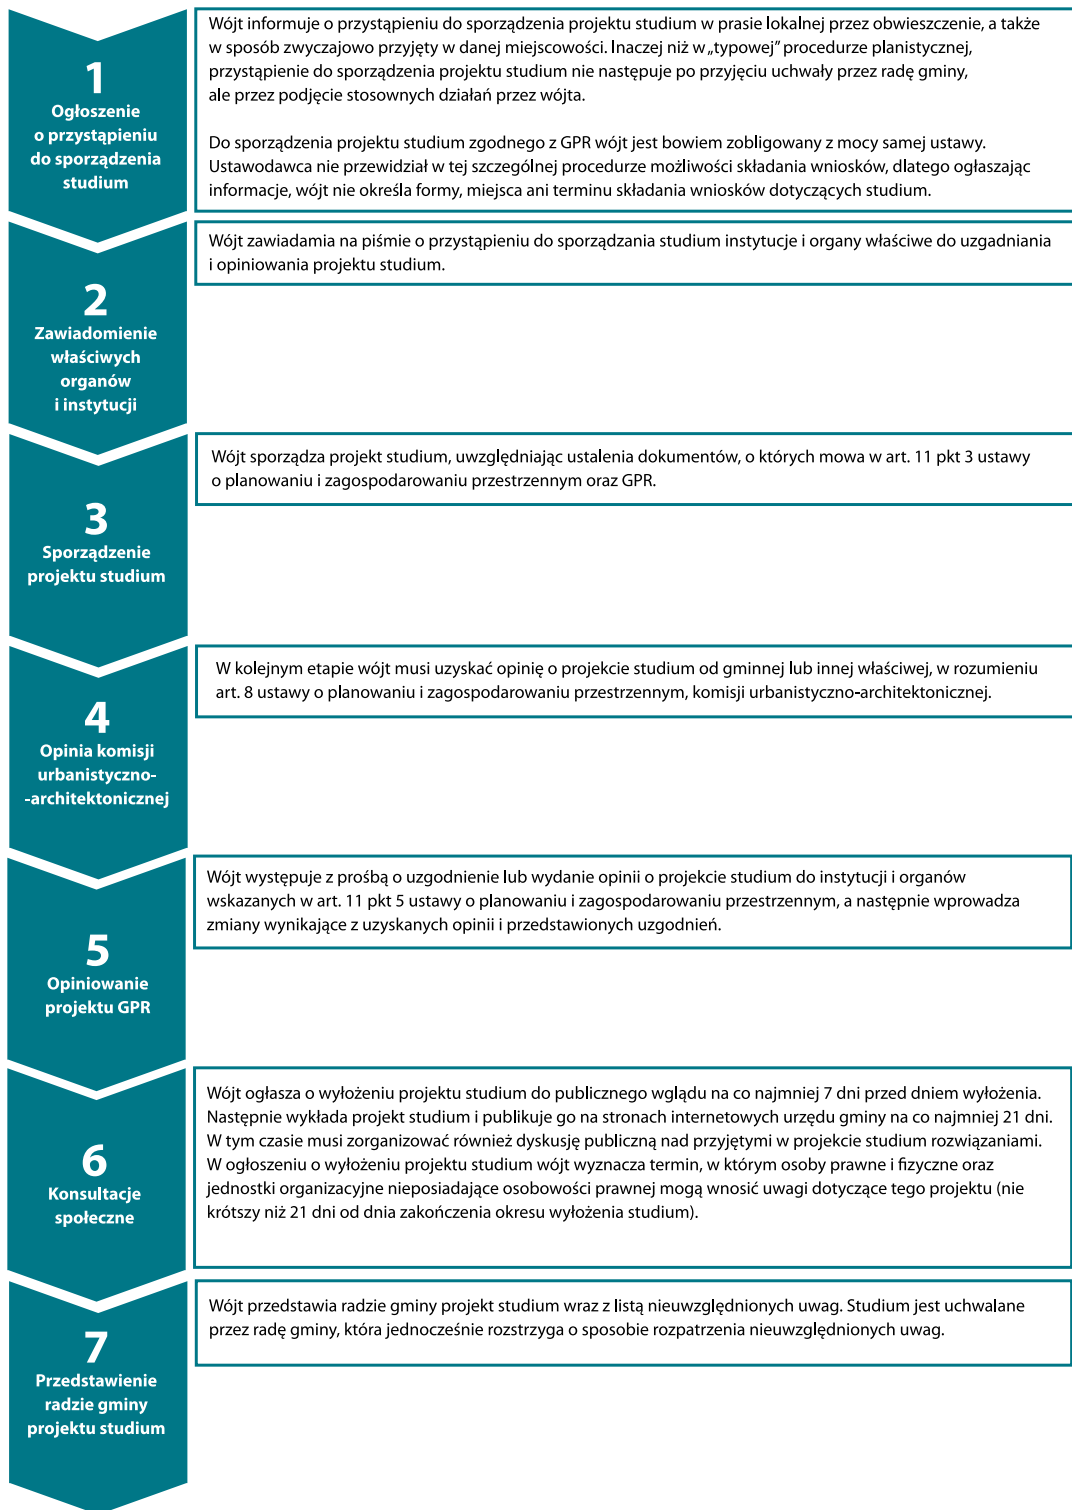 1
Ogłoszenie
o przystąpieniu
do sporządzenia
studium
Wójt informuje o przystąpieniu do sporządzenia projektu studium w prasie lokalnej przez obwieszczenie, a także
w sposób zwyczajowo przyjęty w danej miejscowości. Inaczej niż w „typowej” procedurze planistycznej,
przystąpienie do sporządzenia projektu studium nie następuje po przyjęciu uchwały przez radę gminy,
ale przez podjęcie stosownych działań przez wójta.
Do sporządzenia projektu studium zgodnego z GPR wójt jest bowiem zobligowany z mocy samej ustawy.
Ustawodawca nie przewidział w tej szczególnej procedurze możliwości składania wniosków, dlatego ogłaszając
informacje, wójt nie określa formy, miejsca ani terminu składania wniosków dotyczących studium.
2
Zawiadomienie
właściwych
organów
i instytucji
Wójt zawiadamia na piśmie o przystąpieniu do sporządzania studium instytucje i organy właściwe do uzgadniania
i opiniowania projektu studium.
3
Sporządzenie
projektu studium
Wójt sporządza projekt studium, uwzględniając ustalenia dokumentów, o których mowa w art. 11 pkt 3 ustawy
o planowaniu i zagospodarowaniu przestrzennym oraz GPR.
4
Opinia komisji
urbanistyczno-
-architektonicznej
W kolejnym etapie wójt musi uzyskać opinię o projekcie studium od gminnej lub innej właściwej, w rozumieniu
art. 8 ustawy o planowaniu i zagospodarowaniu przestrzennym, komisji urbanistyczno-architektonicznej.
5
Opiniowanie
projektu GPR
Wójt występuje z prośbą o uzgodnienie lub wydanie opinii o projekcie studium do instytucji i organów
wskazanych w art. 11 pkt 5 ustawy o planowaniu i zagospodarowaniu przestrzennym, a następnie wprowadza
zmiany wynikające z uzyskanych opinii i przedstawionych uzgodnień.
6
Konsultacje
społeczne
Wójt ogłasza o wyłożeniu projektu studium do publicznego wglądu na co najmniej 7 dni przed dniem wyłożenia.
Następnie wykłada projekt studium i publikuje go na stronach internetowych urzędu gminy na co najmniej 21 dni.
W tym czasie musi zorganizować również dyskusję publiczną nad przyjętymi w projekcie studium rozwiązaniami.
W ogłoszeniu o wyłożeniu projektu studium wójt wyznacza termin, w którym osoby prawne i fizyczne oraz
jednostki organizacyjne nieposiadające osobowości prawnej mogą wnosić uwagi dotyczące tego projektu (nie
krótszy niż 21 dni od dnia zakończenia okresu wyłożenia studium).
7
Przedstawienie
radzie gminy
projektu studium
Wójt przedstawia radzie gminy projekt studium wraz z listą nieuwzględnionych uwag. Studium jest uchwalane
przez radę gminy, która jednocześnie rozstrzyga o sposobie rozpatrzenia nieuwzględnionych uwag.